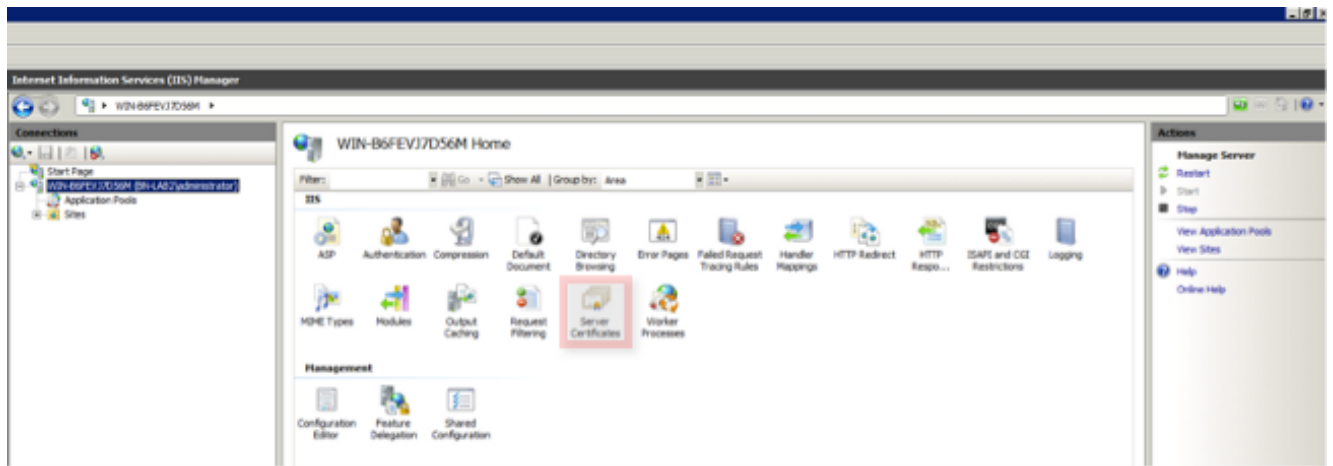 Internet Information Services (IIS) Manager
WIN-B6FEVJ7D56M
Connections
Start Page
WIN-B6FEVJ7D56M (BN-LAB2\administrator)
Application Pools
Sites
WIN-B6FEVJ7D56M Home
Filter: Go Show All Group by: Area
IIS
ASP Authentication Compression Default Document Directory Browsing Error Pages Failed Request Tracing Rules Handler Mappings HTTP Redirect HTTP Respo... ISAPI and CGI Restrictions Logging
MIME Types Modules Output Caching Request Filtering Server Certificates Worker Processes
Management
Configuration Editor Feature Delegation Shared Configuration
Actions
Manage Server
Restart
Start
Stop
View Application Pools
View Sites
Help
Online Help